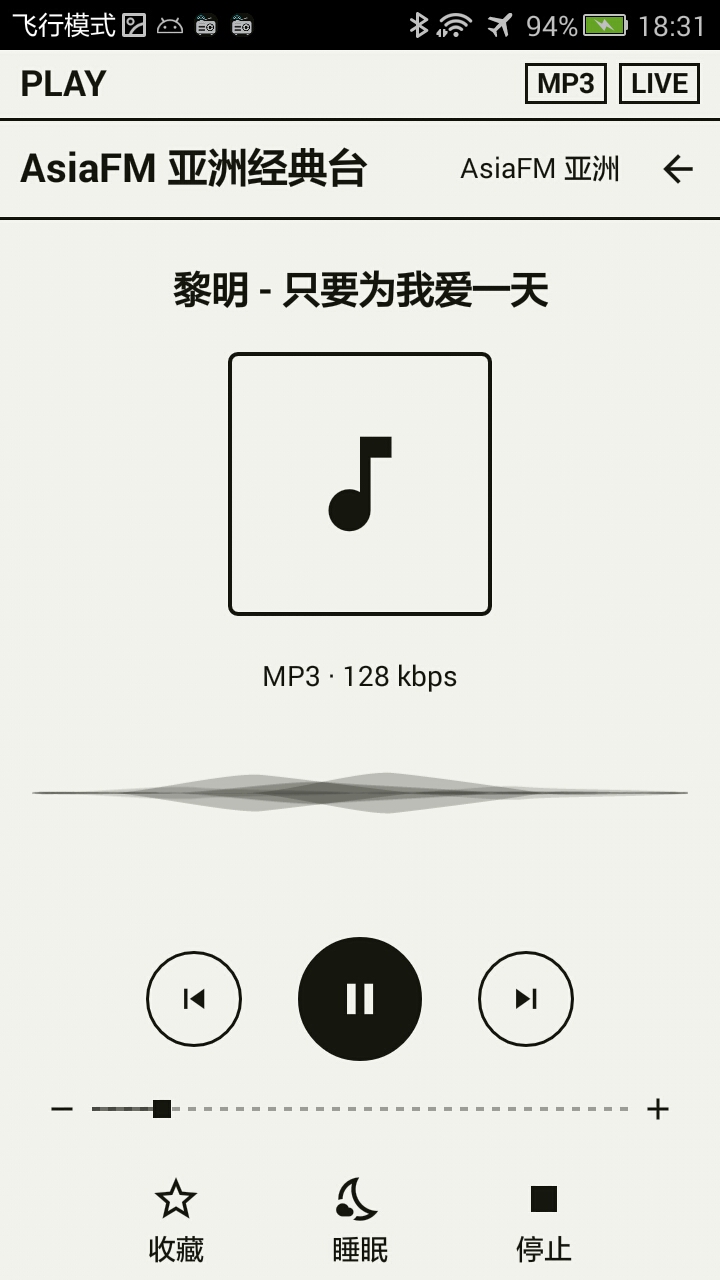 飞行模式 94% 18:31
PLAY MP3 LIVE
AsiaFM 亚洲经典台 AsiaFM 亚洲
黎明 - 只要为我爱一天
MP3 · 128 kbps
收藏 睡眠 停止